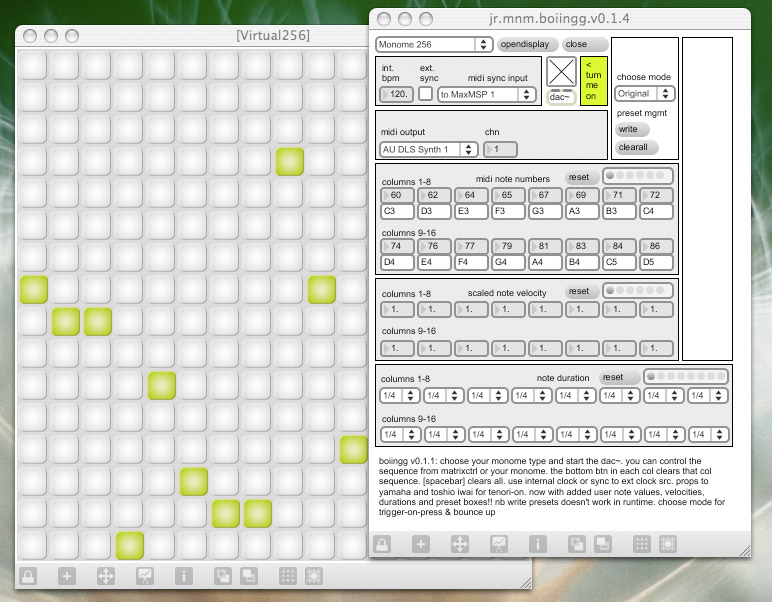 [Virtual256]
jr.mnm.boiingg.v0.1.4
Monome 256
opendisplay
close
int.
bpm
ext.
sync
midi sync input
120.
to MaxMSP 1
dac~
<
turn
me
on
choose mode
Original
preset mgmt
write
clearall
midi output
chn
AU DLS Synth 1
1
columns 1-8
midi note numbers
reset
60 62 64 65 67 69 71 72
C3 D3 E3 F3 G3 A3 B3 C4
columns 9-16
74 76 77 79 81 83 84 86
D4 E4 F4 G4 A4 B4 C5 D5
columns 1-8
scaled note velocity
reset
1. 1. 1. 1. 1. 1. 1. 1.
columns 9-16
1. 1. 1. 1. 1. 1. 1. 1.
columns 1-8
note duration
reset
1/4 1/4 1/4 1/4 1/4 1/4 1/4 1/4
columns 9-16
1/4 1/4 1/4 1/4 1/4 1/4 1/4 1/4
boiingg v0.1.1: choose your monome type and start the dac~. you can control the
sequence from matrixctrl or your monome. the bottom btn in each col clears that col
sequence. [spacebar] clears all. use internal clock or sync to ext clock src. props to
yamaha and toshio iwai for tenori-on. now with added user note values, velocities,
durations and preset boxes!! nb write presets doesn't work in runtime. choose mode for
trigger-on-press & bounce up